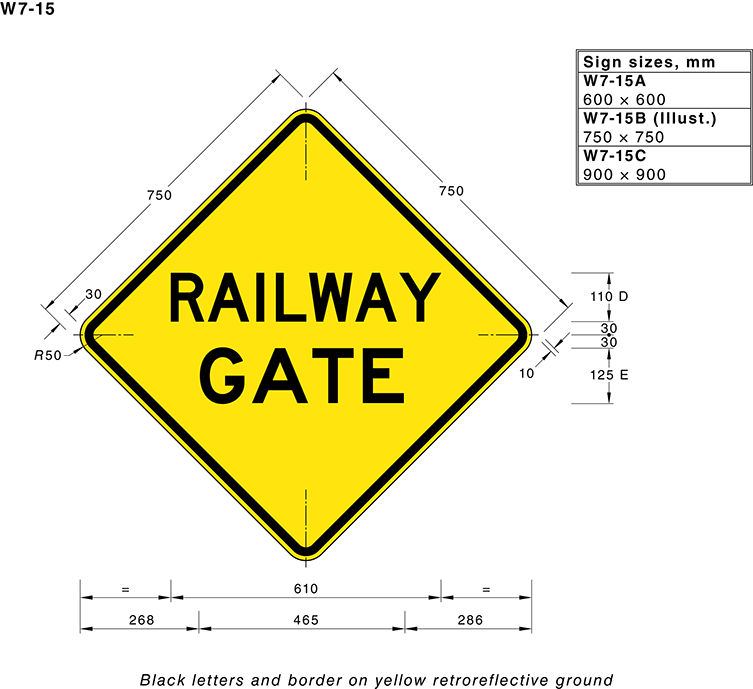 W7-15
Sign sizes, mm
W7-15A
600 × 600
W7-15B (Illust.)
750 × 750
W7-15C
900 × 900
750
750
30
R50
RAILWAY
GATE
110 D
30
30
10
125 E
= 610 =
268 465 286
Black letters and border on yellow retroreflective ground